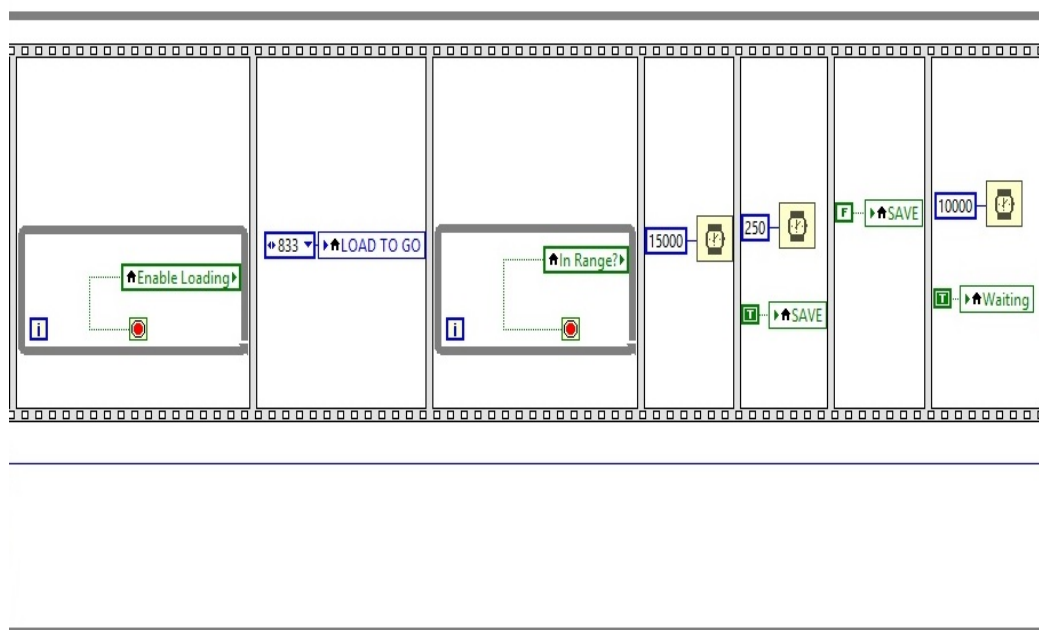 i
Enable Loading
833
LOAD TO GO
i
In Range?
15000
250
T
SAVE
F
SAVE
10000
T
Waiting